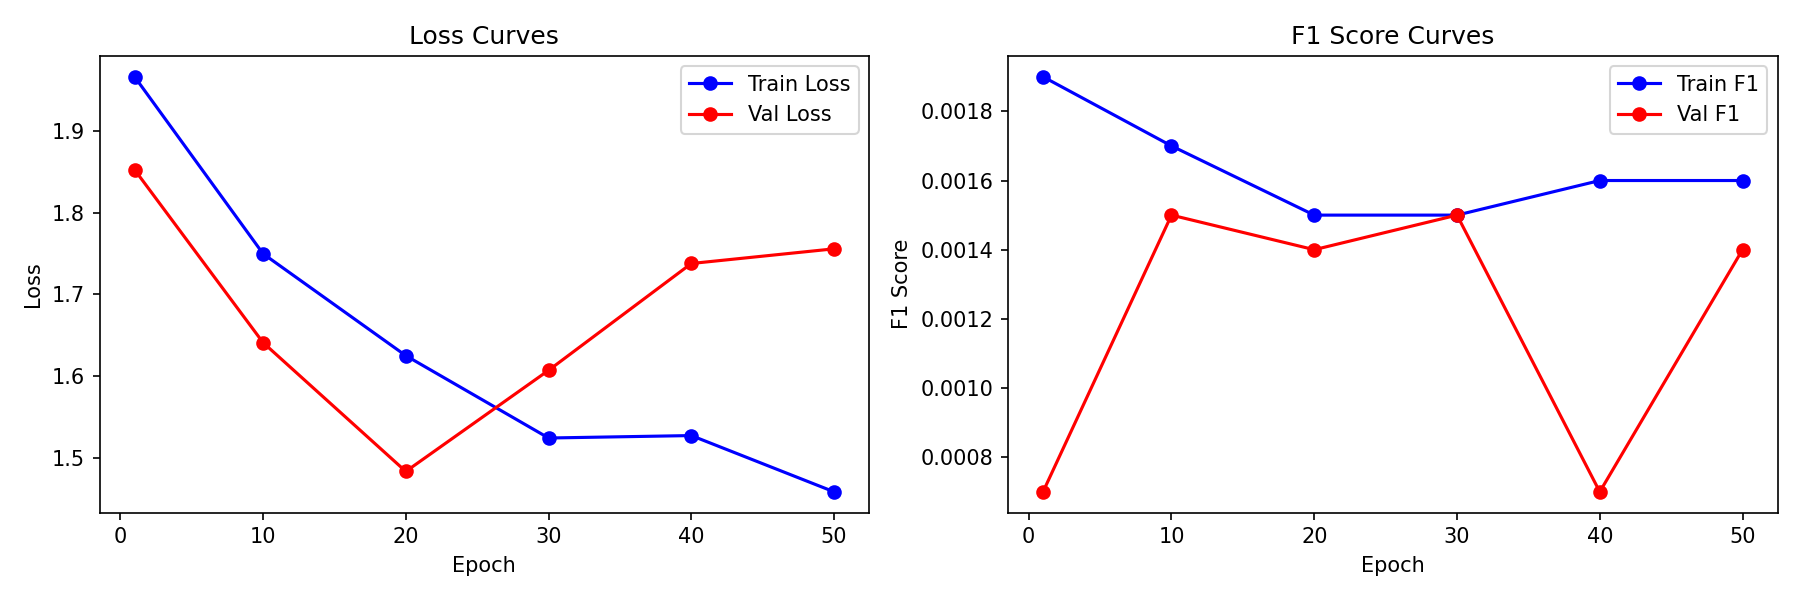 Loss Curves
Train Loss
Val Loss
1.9
1.8
1.7
1.6
1.5
Loss
0 10 20 30 40 50
Epoch
F1 Score Curves
Train F1
Val F1
0.0018
0.0016
0.0014
0.0012
0.0010
0.0008
F1 Score
0 10 20 30 40 50
Epoch